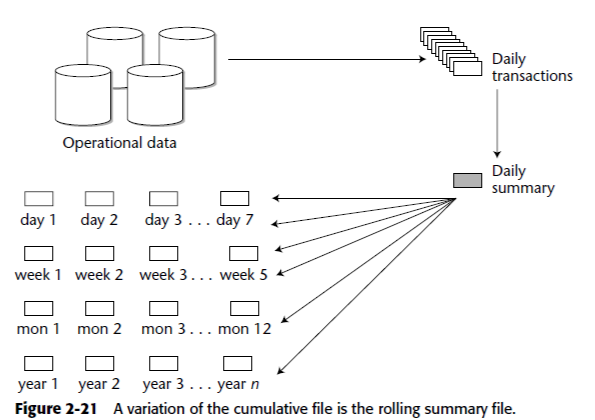 Daily
transactions
Operational data
Daily
summary
day 1 day 2 day 3 . . . day 7
week 1 week 2 week 3 . . . week 5
mon 1 mon 2 mon 3 . . . mon 12
year 1 year 2 year 3 . . . year n
Figure 2-21 A variation of the cumulative file is the rolling summary file.